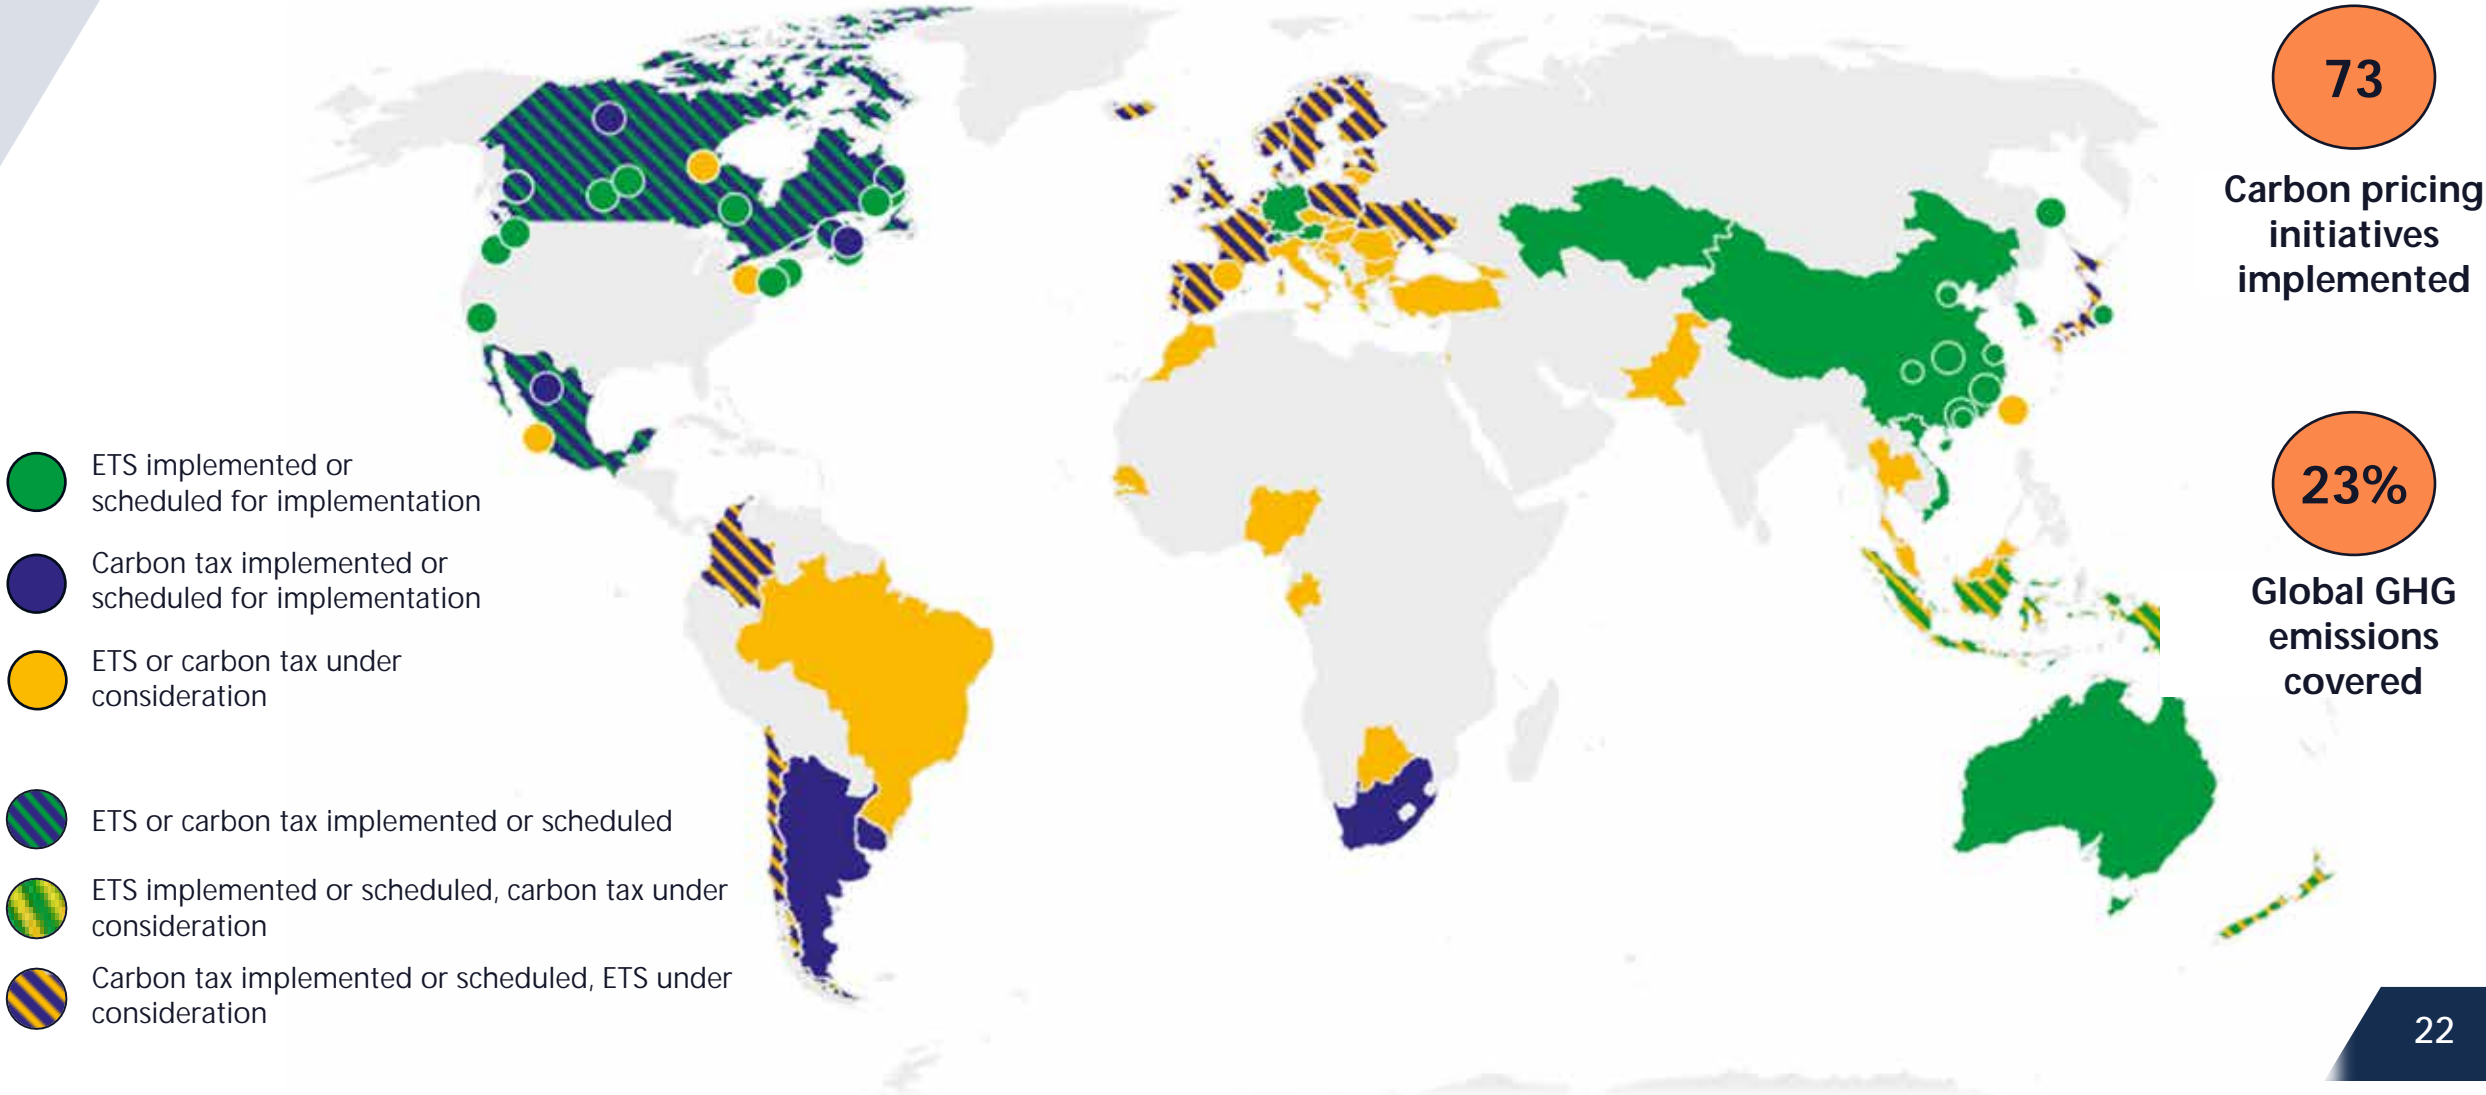 ETS implemented or
scheduled for implementation
Carbon tax implemented or
scheduled for implementation
ETS or carbon tax under
consideration
ETS or carbon tax implemented or scheduled
ETS implemented or scheduled, carbon tax under
consideration
Carbon tax implemented or scheduled, ETS under
consideration
73
Carbon pricing
initiatives
implemented
23%
Global GHG
emissions
covered
22